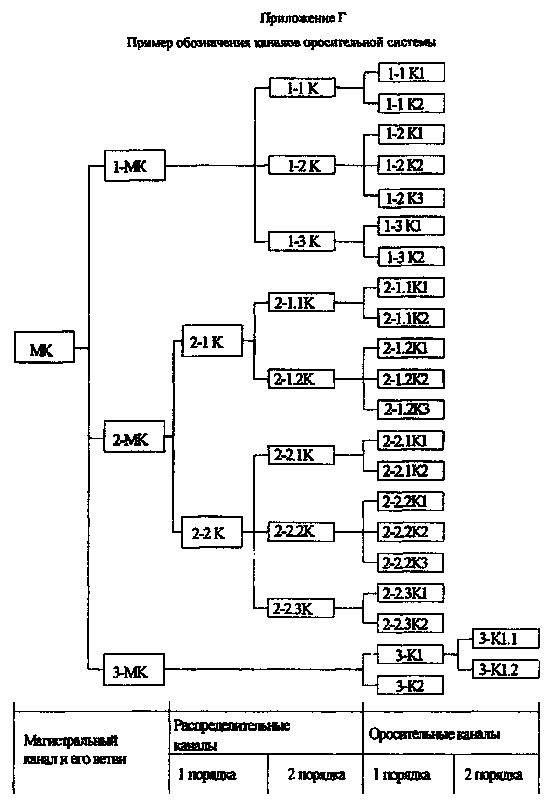 Приложение Г
Пример обозначения каналов оросительной системы
1-1 К1
1-1 К
1-1 К2
1-2 К1
1-МК
1-2 К
1-2 К2
1-2 К3
1-3 К1
1-3 К
1-3 К2
2-1.1К1
2-1.1К
2-1.1К2
МК
2-1 К
2-1.2К1
2-1.2К
2-1.2К2
2-1.2К3
2-МК
2-2.1К1
2-2.1К
2-2.1К2
2-2.2К1
2-2 К
2-2.2К
2-2.2К2
2-2.2К3
2-2.3К1
2-2.3К
2-2.3К2
3-К1.1
3-К1
3-МК
3-К1.2
3-К2
Магистральный
канал и его ветви
Распределительные
каналы
Оросительные каналы
1 порядка
2 порядка
1 порядка
2 порядка